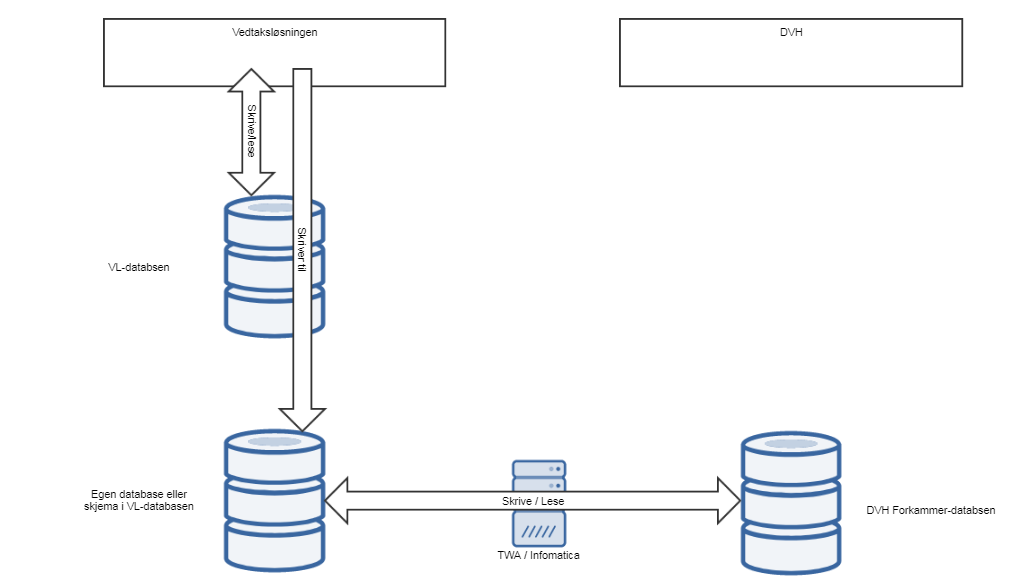 Vedtaksløsningen
DVH
Skrive/lese
Skriver til
VL-databsen
Egen database eller
skjema i VL-databasen
Skrive / Lese
TWA / Infomatica
DVH Forkammer-databsen